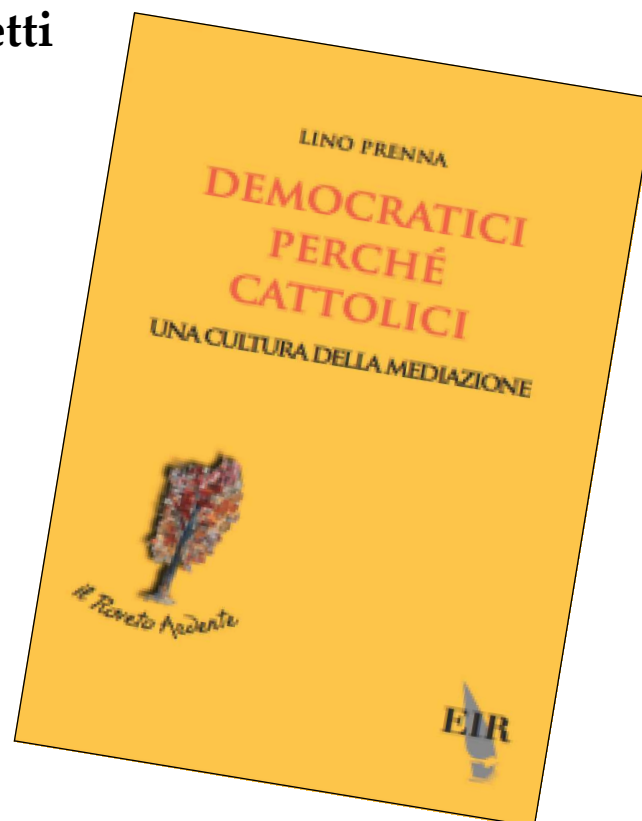 etti
LINO PRENNA
DEMOCRATICI
PERCHÉ
CATTOLICI
UNA CULTURA DELLA MEDIAZIONE
il Roveto Ardente
EIR